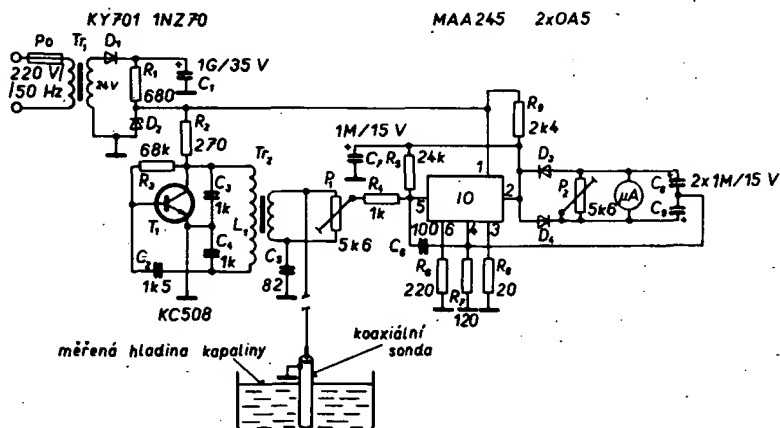 KY701 1NZ70
MAA245 2xOA5
Po
Tr₁
D₁
220 V
/50 Hz
24V
R₁
680
1G/35 V
C₁
D₂
R₂
270
68k
R₃
Tr₂
C₃
1k
T₁
L₁
C₄
1k
C₂
1k5
KC508
C₅
82
P₁
5k6
R₄
1k
1M/15 V
C₇
R₅
24k
R₉
2k4
1
IO
2
5
6
4
3
100
C₆
R₆
220
R₇
120
R₈
20
D₃
D₄
P₂
5k6
μA
C₈
C₉
2x1M/15 V
měřená hladina kapaliny
koaxiální
sonda